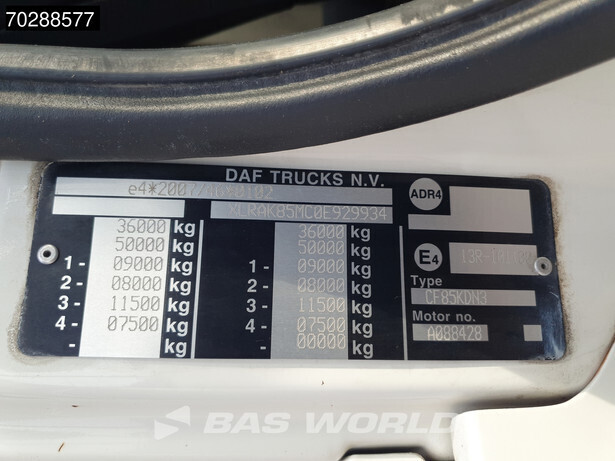 70288577
DAF TRUCKS N.V.
e4*2007/46*0102
XLRAK85MC0E929934
36000 kg 36000 kg
50000 kg 50000 kg
1 - 09000 kg 1 - 09000 kg
2 - 08000 kg 2 - 08000 kg
3 - 11500 kg 3 - 11500 kg
4 - 07500 kg 4 - 07500 kg
- kg - 00000 kg
ADR4
E4
Type
CF85KDN3
Motor no.
A088428
BAS WORLD